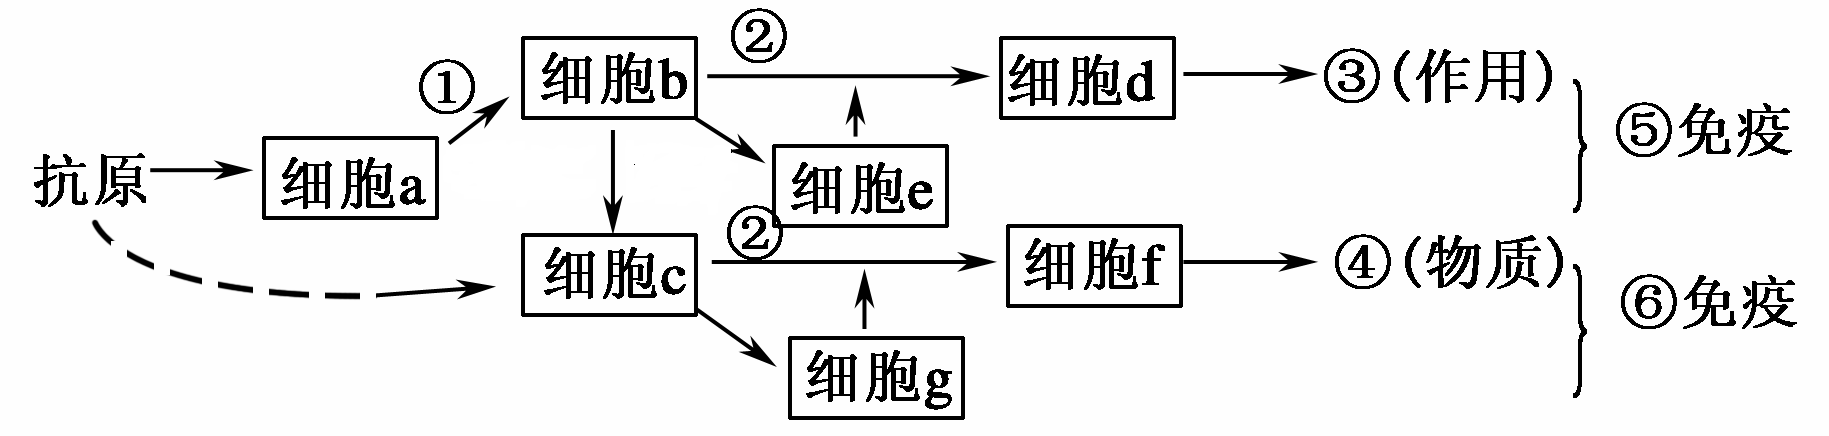 ②
细胞b
细胞d
③(作用)
①
⑤免疫
抗原
细胞a
细胞e
②
细胞c
细胞f
④(物质)
⑥免疫
细胞g